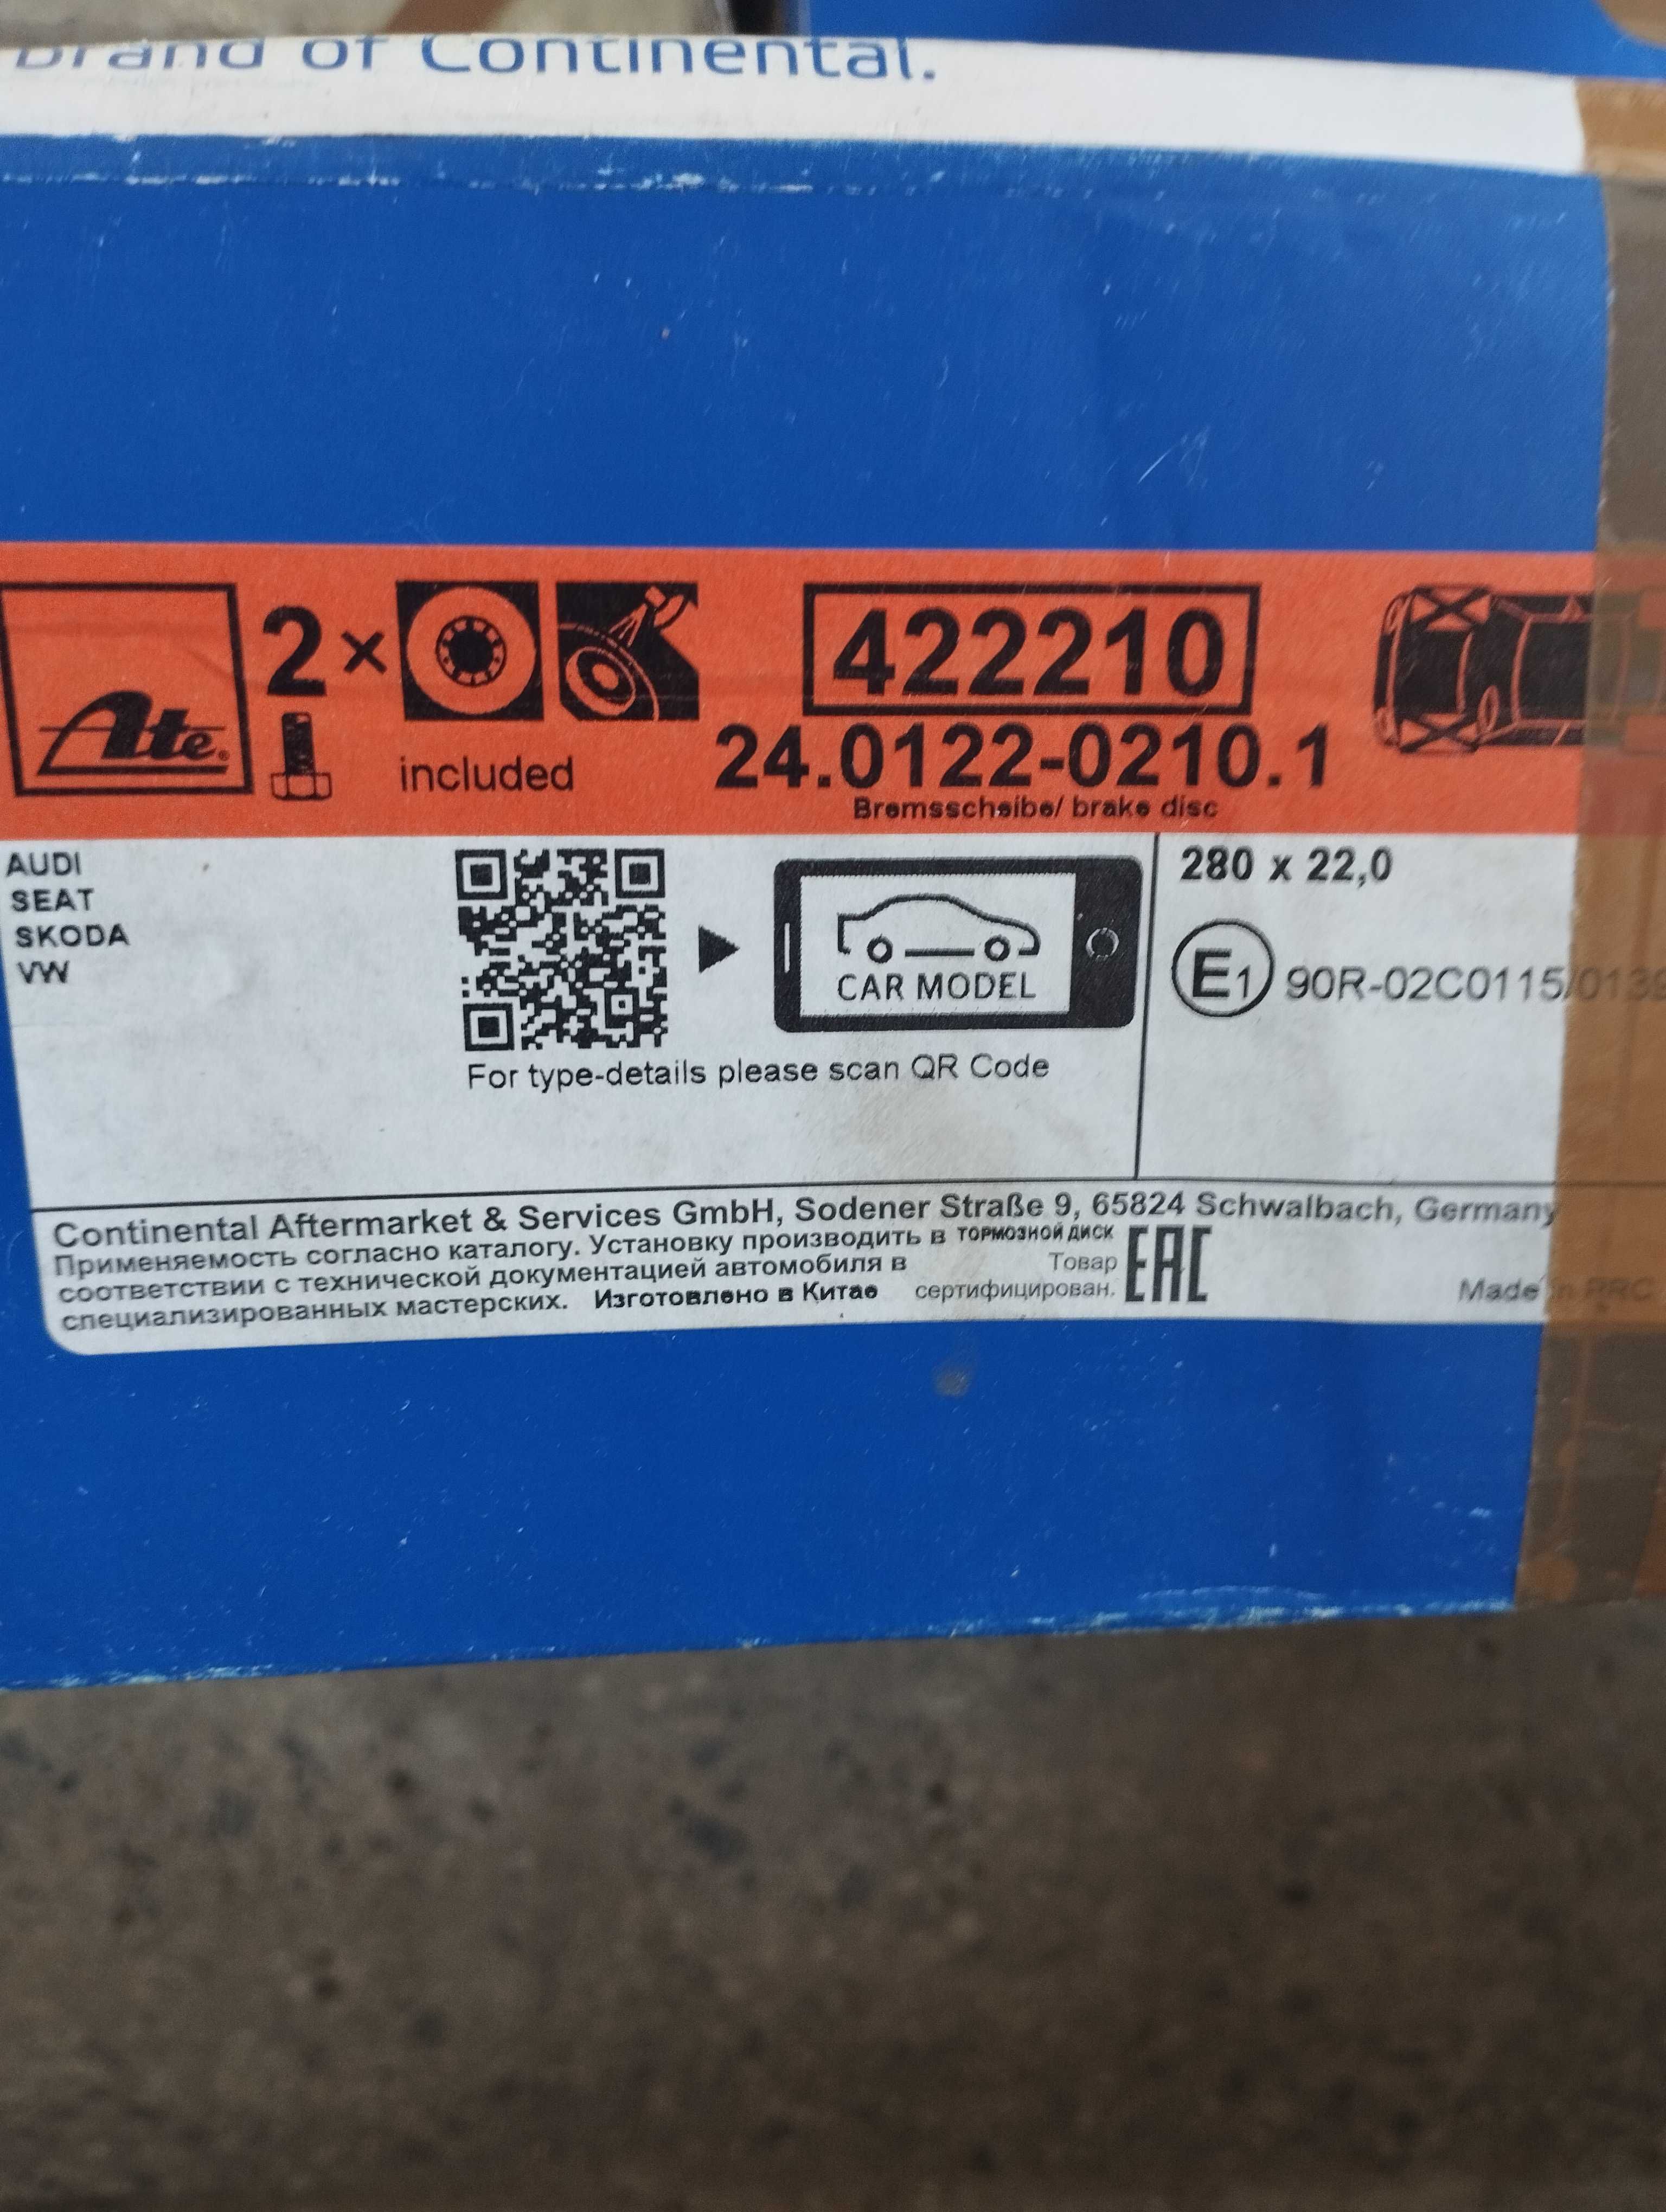 brand of Continental.
Ate®
2×
included
422210
24.0122-0210.1
Bremsscheibe/ brake disc
AUDI
SEAT
SKODA
VW
CAR MODEL
For type-details please scan QR Code
280 x 22,0
E1 90R-02C0115/0139
Continental Aftermarket & Services GmbH, Sodener Straße 9, 65824 Schwalbach, Germany
Применяемость согласно каталогу. Установку производить в
соответствии с технической документацией автомобиля в
специализированных мастерских. Изготовлено в Китае
ТОРМОЗНОЙ ДИСК
Товар
сертифицирован.
EAC
Made in PRC